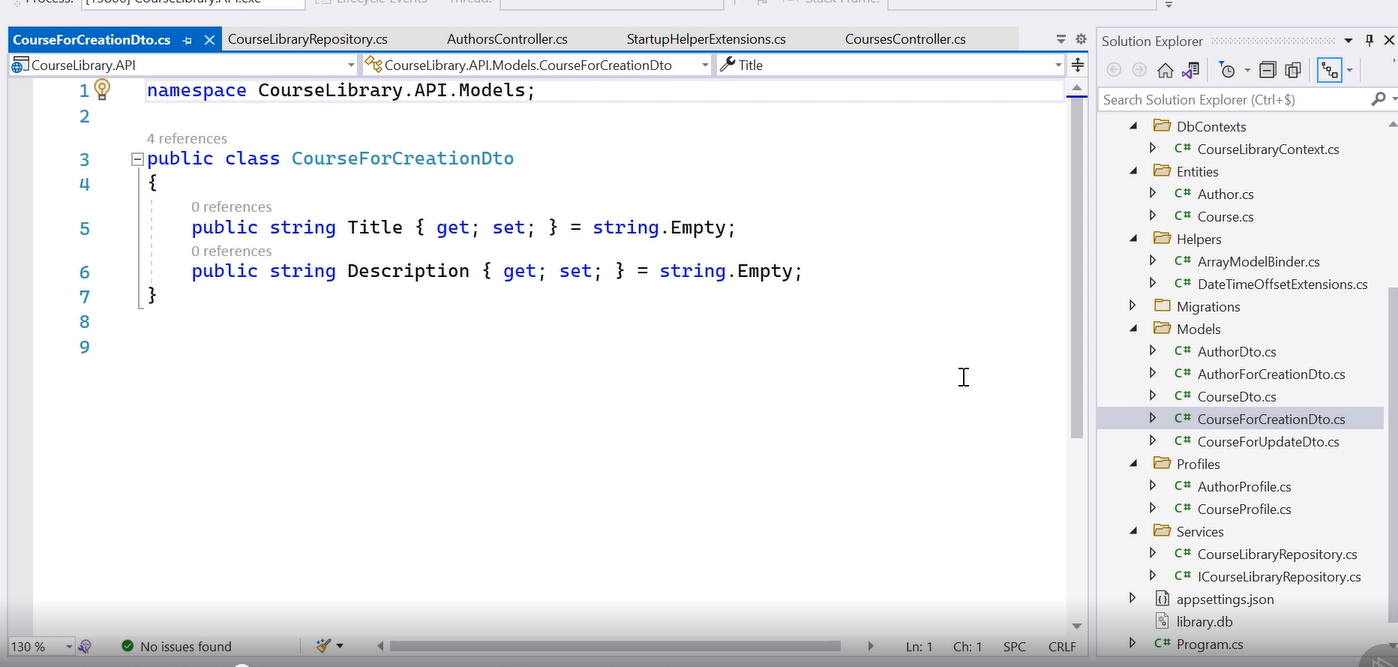 Process: [15800] CourseLibrary.API.exe Lifecycle Events Thread: Stack Frame:
CourseForCreationDto.cs CourseLibraryRepository.cs AuthorsController.cs StartupHelperExtensions.cs CoursesController.cs
CourseLibrary.API CourseLibrary.API.Models.CourseForCreationDto Title
1 namespace CourseLibrary.API.Models;
2
4 references
3 public class CourseForCreationDto
4 {
0 references
5 public string Title { get; set; } = string.Empty;
0 references
6 public string Description { get; set; } = string.Empty;
7 }
8
9
130 % No issues found Ln: 1 Ch: 1 SPC CRLF
Solution Explorer
Search Solution Explorer (Ctrl+$)
DbContexts
C# CourseLibraryContext.cs
Entities
C# Author.cs
C# Course.cs
Helpers
C# ArrayModelBinder.cs
C# DateTimeOffsetExtensions.cs
Migrations
Models
C# AuthorDto.cs
C# AuthorForCreationDto.cs
C# CourseDto.cs
C# CourseForCreationDto.cs
C# CourseForUpdateDto.cs
Profiles
C# AuthorProfile.cs
C# CourseProfile.cs
Services
C# CourseLibraryRepository.cs
C# ICourseLibraryRepository.cs
appsettings.json
library.db
C# Program.cs